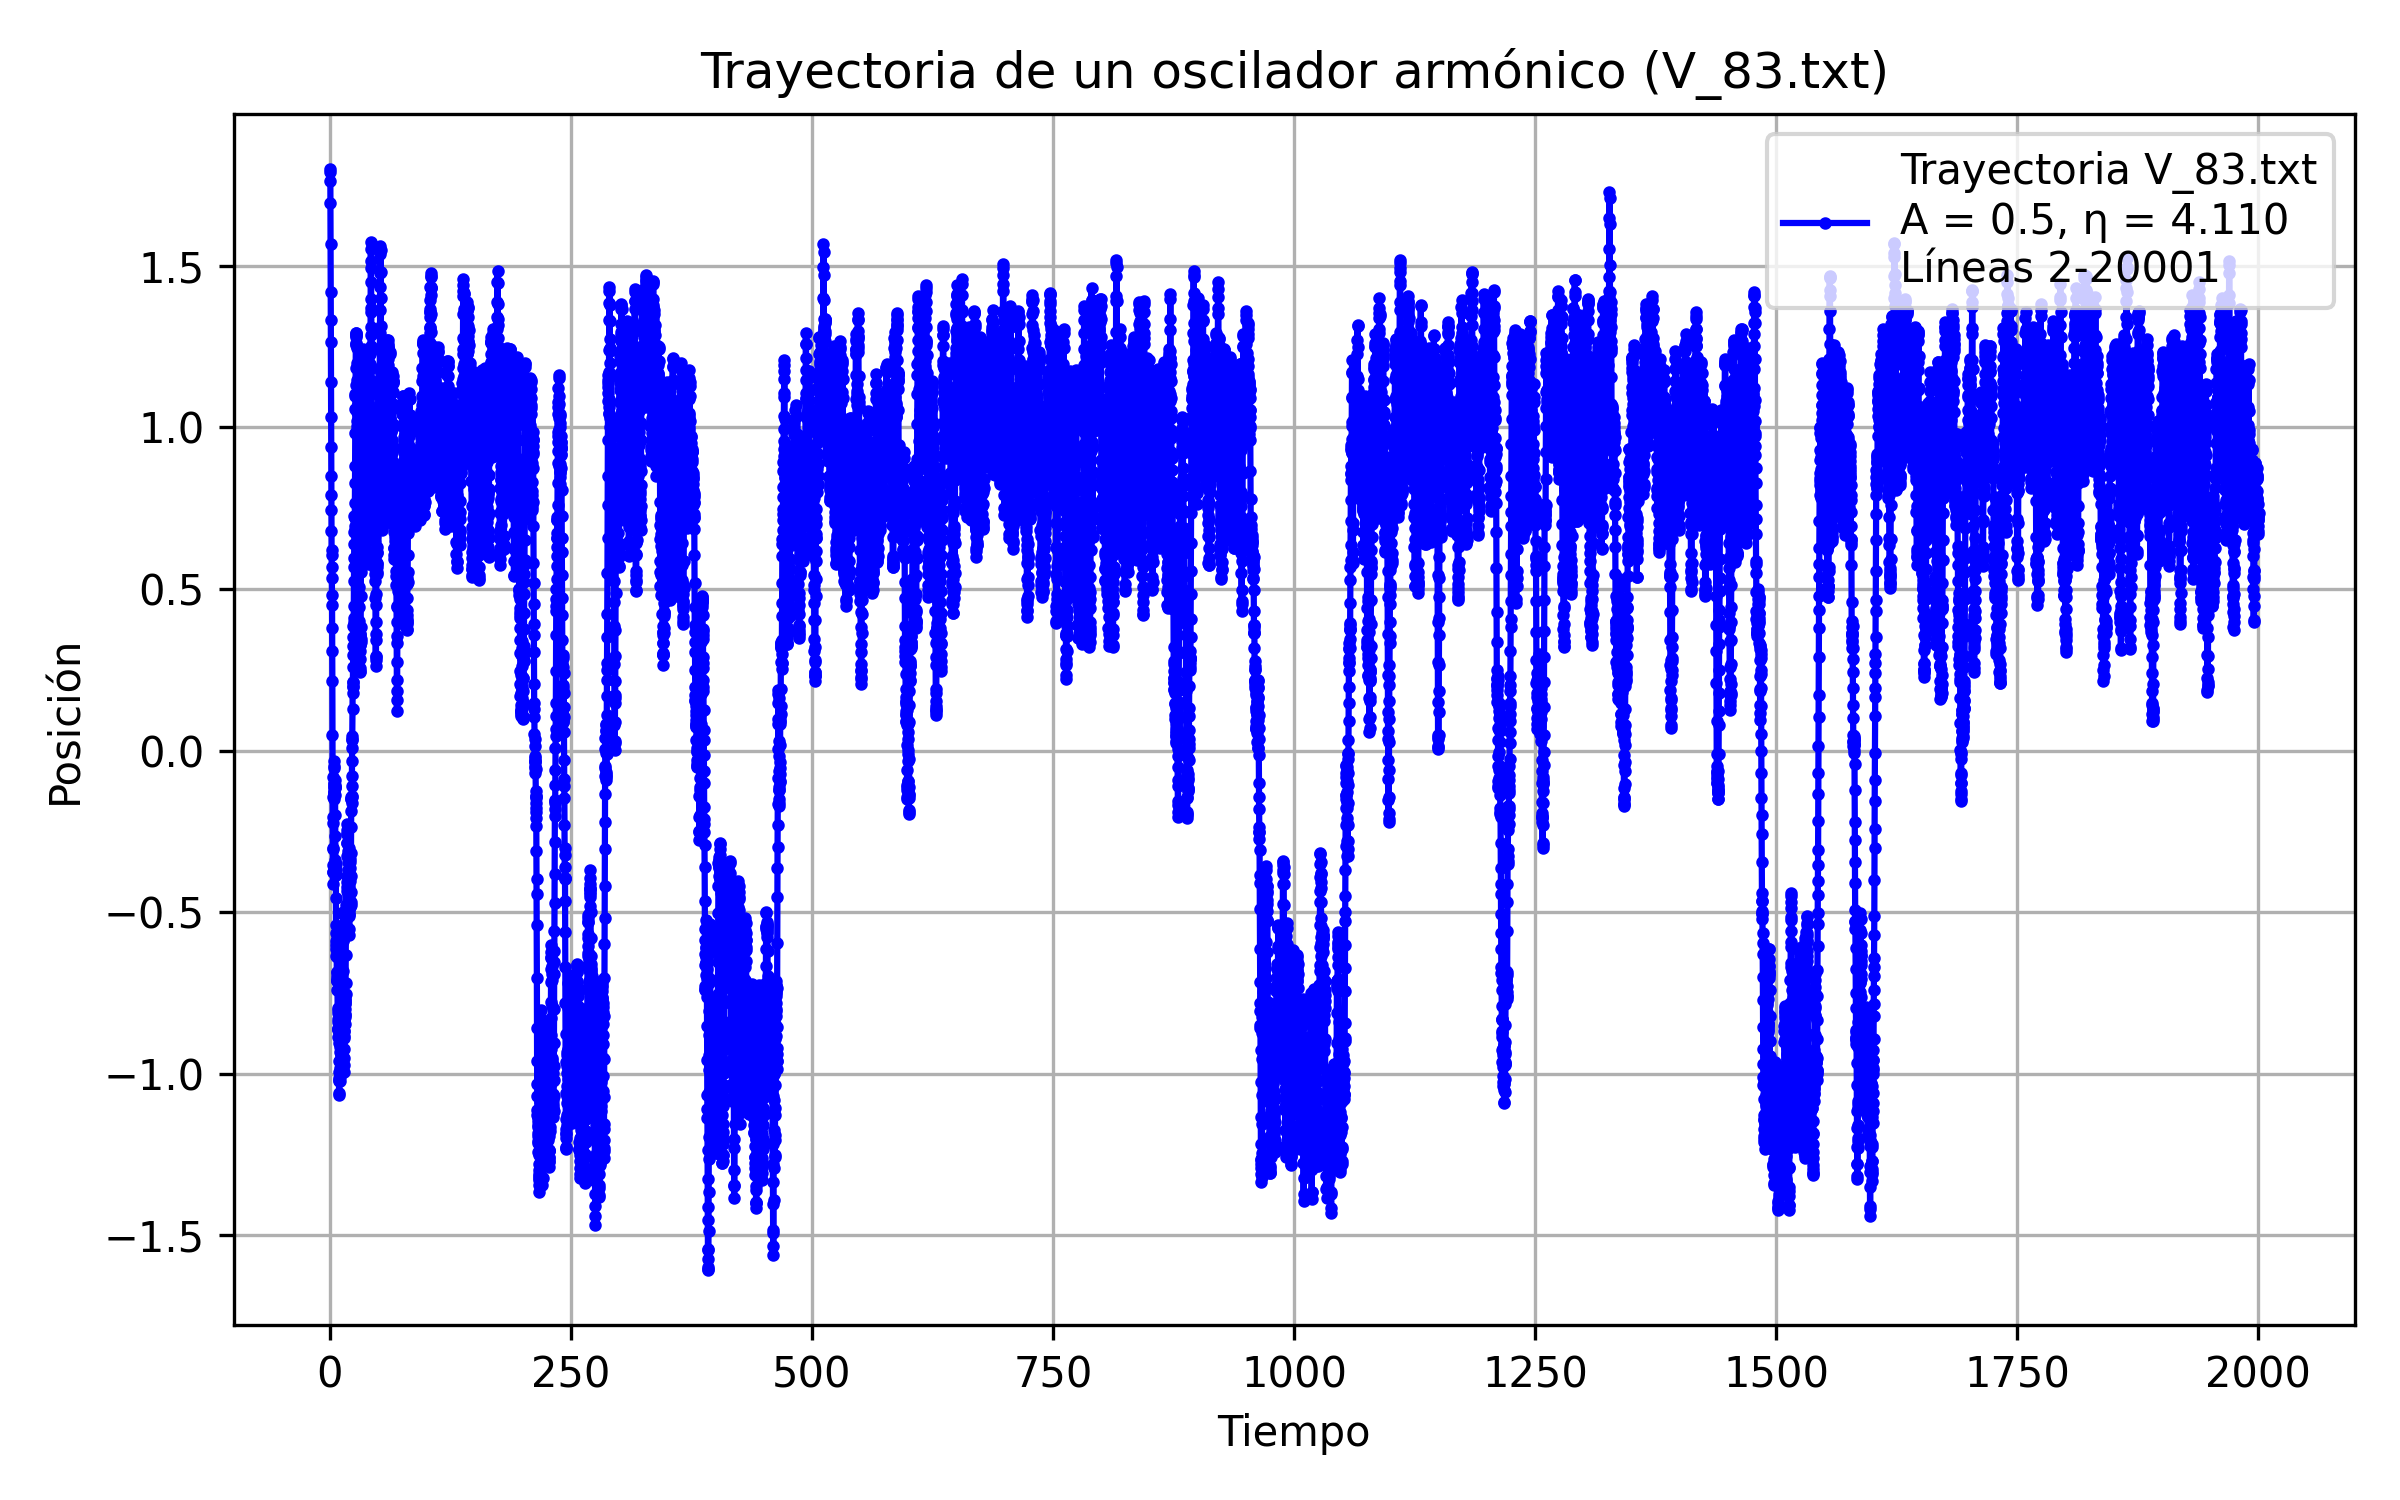 Trayectoria de un oscilador armónico (V_83.txt)
Trayectoria V_83.txt
A = 0.5, η = 4.110
Líneas 2-20001
1.5
1.0
0.5
0.0
−0.5
−1.0
−1.5
Posición
0
250
500
750
1000
1250
1500
1750
2000
Tiempo